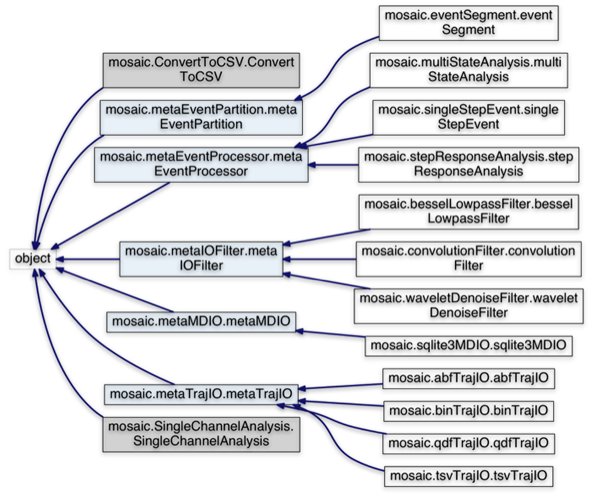 mosaic.eventSegment.event
Segment
mosaic.ConvertToCSV.Convert
ToCSV
mosaic.multiStateAnalysis.multi
StateAnalysis
mosaic.metaEventPartition.meta
EventPartition
mosaic.singleStepEvent.single
StepEvent
mosaic.metaEventProcessor.meta
EventProcessor
mosaic.stepResponseAnalysis.step
ResponseAnalysis
mosaic.besselLowpassFilter.bessel
LowpassFilter
object
mosaic.metaIOFilter.meta
IOFilter
mosaic.convolutionFilter.convolution
Filter
mosaic.waveletDenoiseFilter.wavelet
DenoiseFilter
mosaic.metaMDIO.metaMDIO
mosaic.sqlite3MDIO.sqlite3MDIO
mosaic.abfTrajIO.abfTrajIO
mosaic.metaTrajIO.metaTrajIO
mosaic.binTrajIO.binTrajIO
mosaic.SingleChannelAnalysis.
SingleChannelAnalysis
mosaic.qdfTrajIO.qdfTrajIO
mosaic.tsvTrajIO.tsvTrajIO